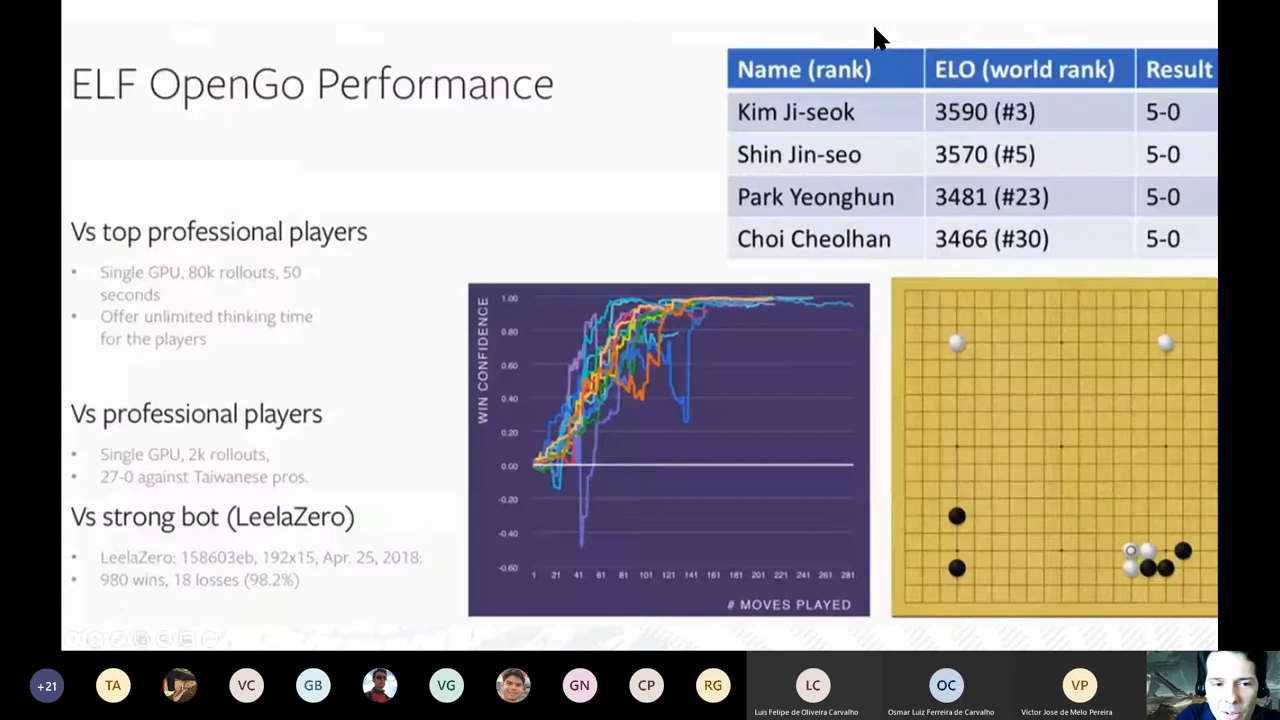 ELF OpenGo Performance
Name (rank) ELO (world rank) Result
Kim Ji-seok 3590 (#3) 5-0
Shin Jin-seo 3570 (#5) 5-0
Park Yeonghun 3481 (#23) 5-0
Choi Cheolhan 3466 (#30) 5-0
Vs top professional players
• Single GPU, 80k rollouts, 50
seconds
• Offer unlimited thinking time
for the players
Vs professional players
• Single GPU, 2k rollouts,
• 27-0 against Taiwanese pros.
Vs strong bot (LeelaZero)
• LeelaZero: 158603eb, 192x15, Apr. 25, 2018:
• 980 wins, 18 losses (98.2%)
WIN CONFIDENCE
1.00
0.80
0.60
0.40
0.20
0.00
-0.20
-0.40
-0.60
1 21 41 61 81 101 121 141 161 181 201 221 241 261 281
# MOVES PLAYED
+21 TA VC GB VG GN CP RG LC OC VP
Luis Felipe de Oliveira Carvalho Osmar Luiz Ferreira de Carvalho Victor Jose de Melo Pereira